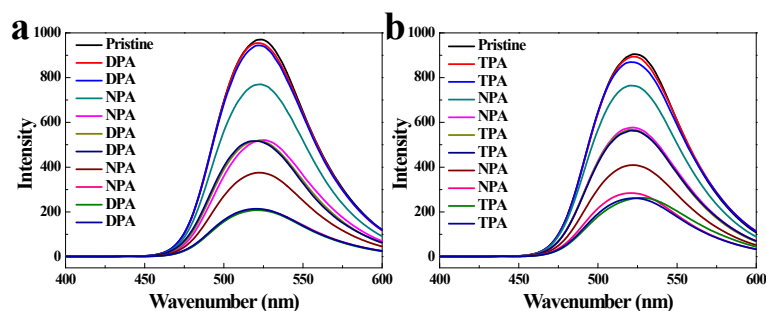 a
Pristine
DPA
DPA
NPA
NPA
DPA
DPA
NPA
NPA
DPA
DPA
1000
800
600
400
200
0
Intensity
400 450 500 550 600
Wavenumber (nm)
b
Pristine
TPA
TPA
NPA
NPA
TPA
TPA
NPA
NPA
TPA
TPA
1000
800
600
400
200
0
Intensity
400 450 500 550 600
Wavenumber (nm)